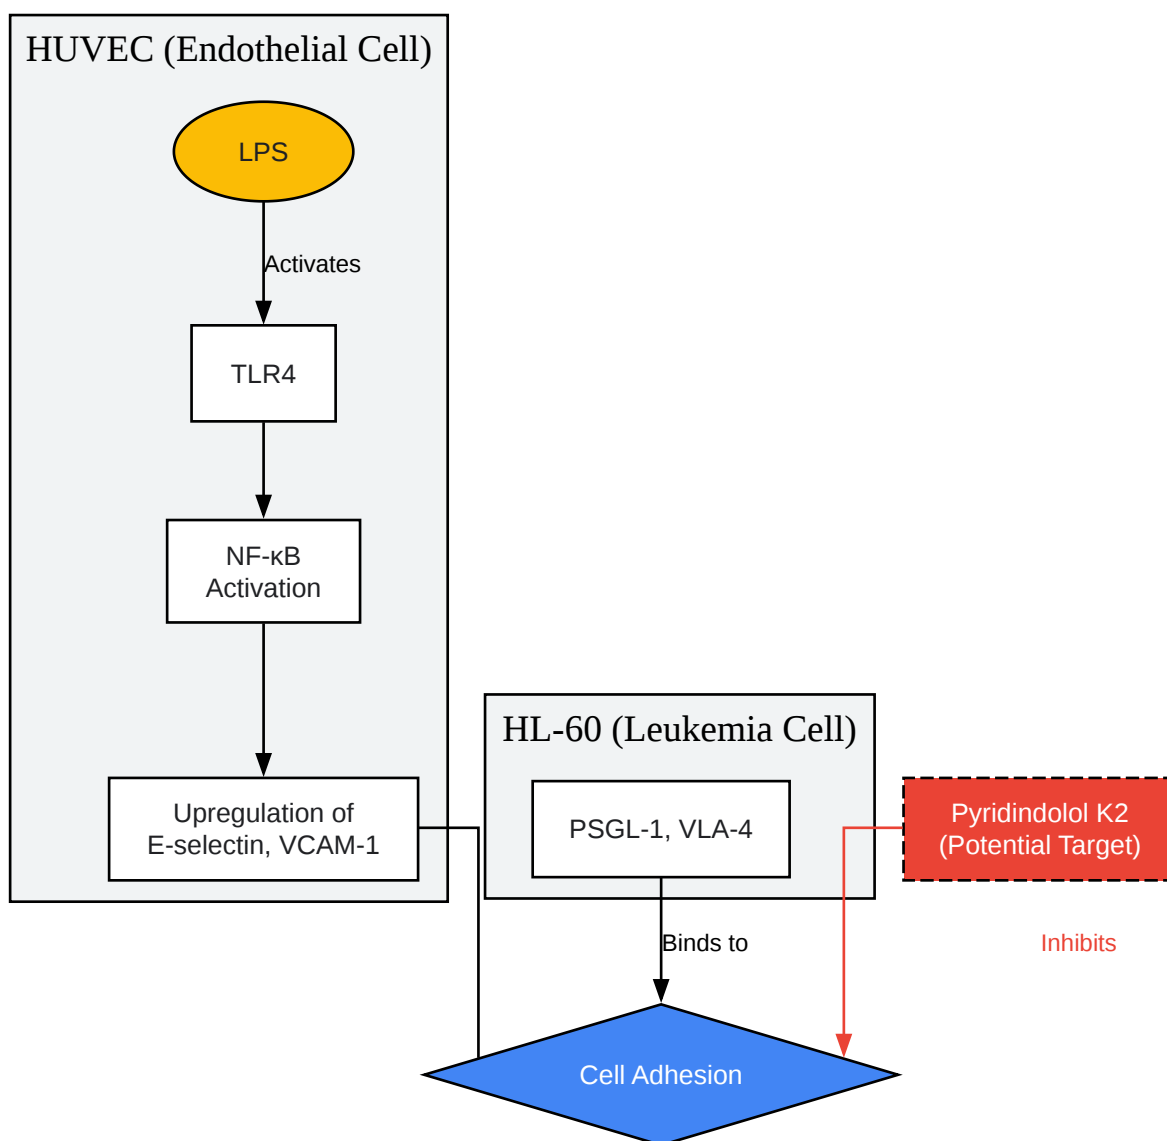 HUVEC (Endothelial Cell)
LPS
Activates
TLR4
NF-κB
Activation
Upregulation of
E-selectin, VCAM-1
HL-60 (Leukemia Cell)
PSGL-1, VLA-4
Binds to
Pyridindolol K2
(Potential Target)
Inhibits
Cell Adhesion